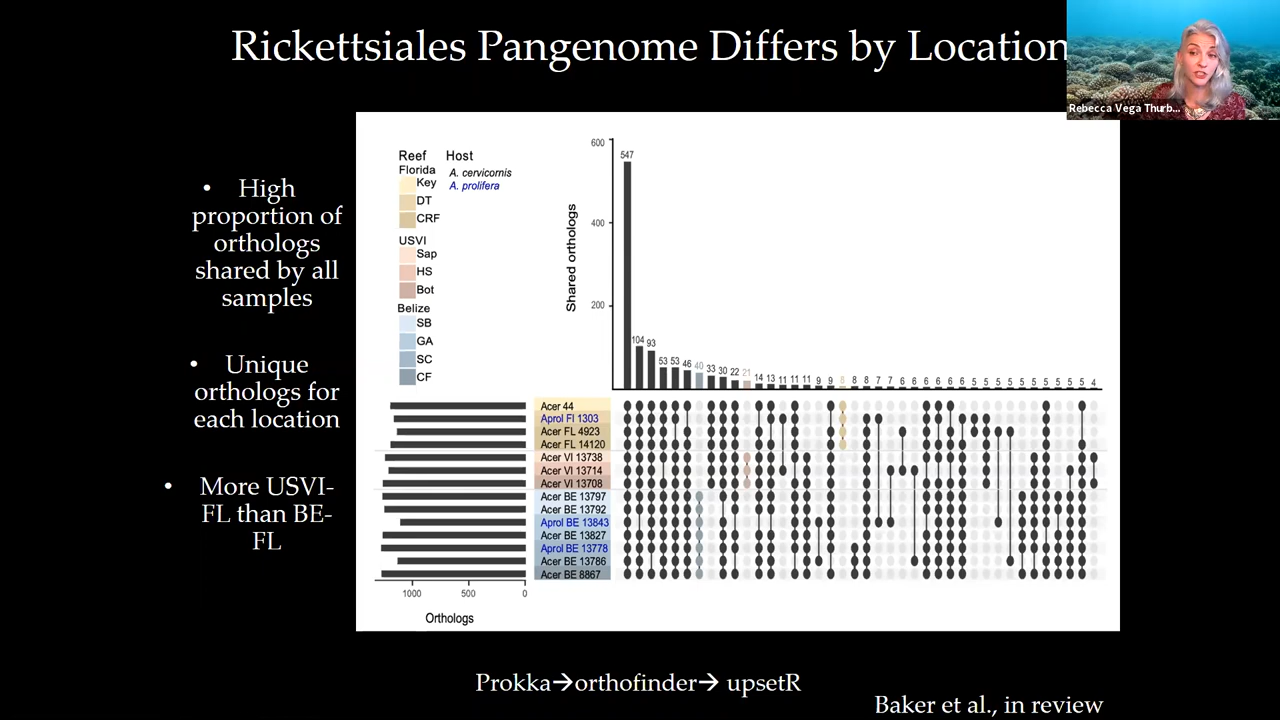 Rickettsiales Pangenome Differs by Location
Rebecca Vega Thurb...
• High
proportion of
orthologs
shared by all
samples
• Unique
orthologs for
each location
• More USVI-
FL than BE-
FL
Reef Host
Florida
A. cervicornis
Key
A. prolifera
DT
CRF
USVI
Sap
HS
Bot
Belize
SB
GA
SC
CF
Shared orthologs
600
400
200
547
104 93 53 53 46 40 33 30 22 21 14 13 11 11 11 9 9 8 8 8 7 7 6 6 6 6 6 5 5 5 5 5 5 5 5 5 5 4
Acer 44
Aprol Fl 1303
Acer FL 4923
Acer FL 14120
Acer VI 13738
Acer VI 13714
Acer VI 13708
Acer BE 13797
Acer BE 13792
Aprol BE 13843
Acer BE 13827
Aprol BE 13778
Acer BE 13786
Acer BE 8867
1000 500 0
Orthologs
Prokka→orthofinder→ upsetR
Baker et al., in review